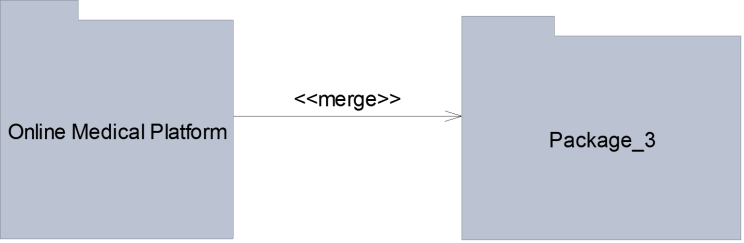 <<merge>>
Online Medical Platform
Package_3